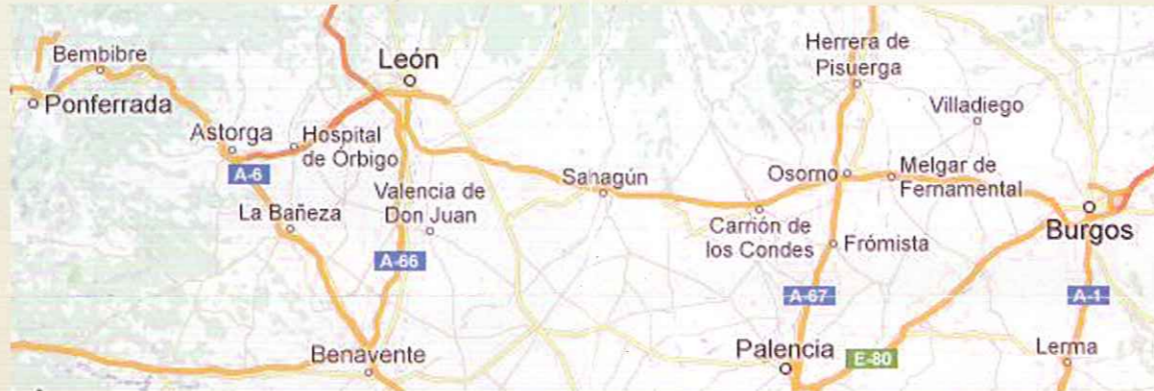 Bembibre
Ponferrada
León
Astorga
Hospital
de Órbigo
A-6
Valencia de
Don Juan
La Bañeza
A-66
Benavente
Sahagún
Herrera de
Pisuerga
Villadiego
Osorno
Melgar de
Fernamental
Carrión de
los Condes
Frómista
Burgos
A-67
A-1
Palencia
E-80
Lerma